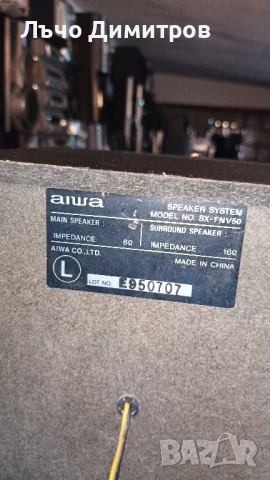 Лъчо Димитров
aiwa
SPEAKER SYSTEM
MODEL NO. SX-FNV50
MAIN SPEAKER
SURROUND SPEAKER
IMPEDANCE 6Ω
IMPEDANCE 16Ω
AIWA CO., LTD.
MADE IN CHINA
L
LOT NO. E950707
BAZAR
bg